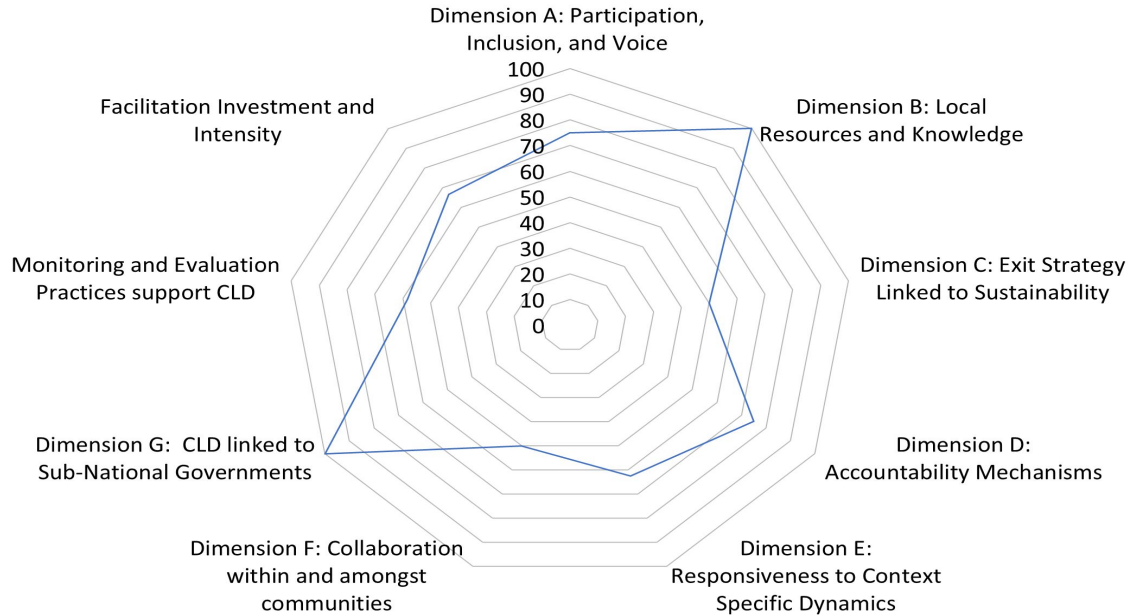 Dimension A: Participation,
Inclusion, and Voice
100
90
80
70
60
50
40
30
20
10
0
Dimension B: Local
Resources and Knowledge
Dimension C: Exit Strategy
Linked to Sustainability
Dimension D:
Accountability Mechanisms
Dimension E:
Responsiveness to Context
Specific Dynamics
Dimension F: Collaboration
within and amongst
communities
Dimension G:  CLD linked to
Sub-National Governments
Monitoring and Evaluation
Practices support CLD
Facilitation Investment and
Intensity